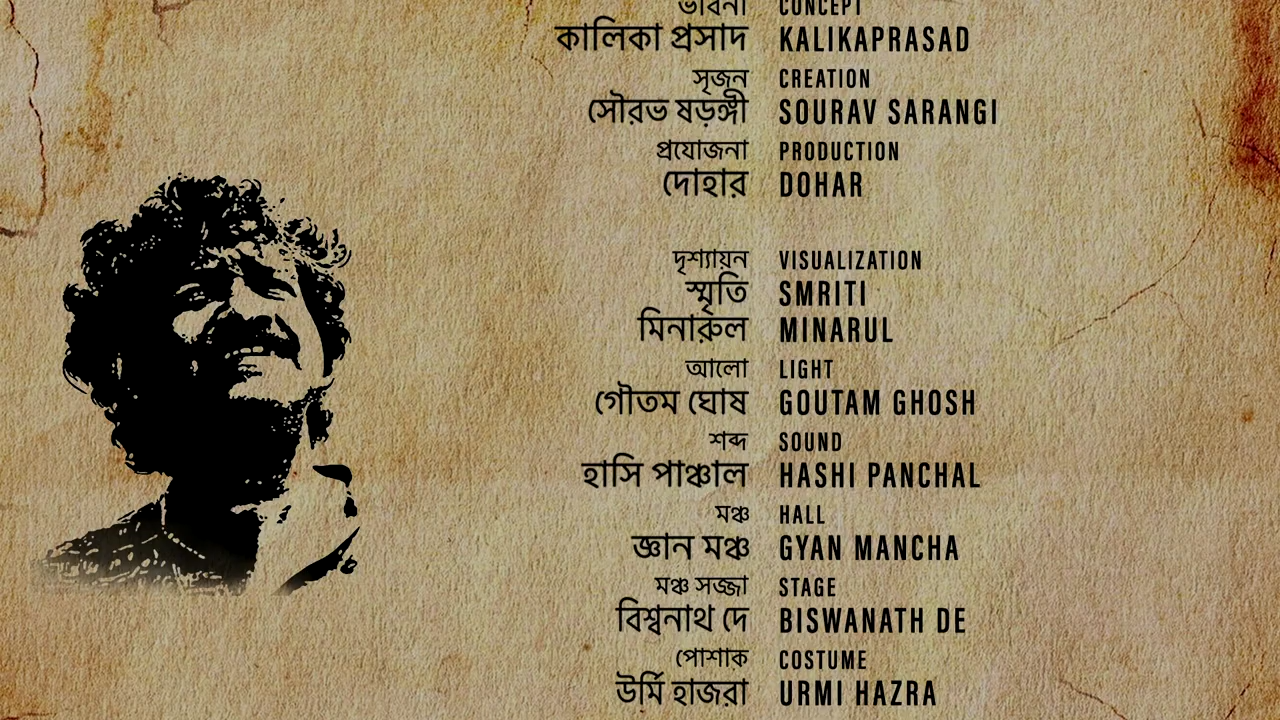 ভাবনা CONCEPT
কালিকা প্রসাদ KALIKAPRASAD
সৃজন CREATION
সৌরভ ষড়ঙ্গী SOURAV SARANGI
প্রযোজনা PRODUCTION
দোহার DOHAR
দৃশ্যায়ন VISUALIZATION
স্মৃতি SMRITI
মিনারুল MINARUL
আলো LIGHT
গৌতম ঘোষ GOUTAM GHOSH
শব্দ SOUND
হাসি পাঞ্চাল HASHI PANCHAL
মঞ্চ HALL
জ্ঞান মঞ্চ GYAN MANCHA
মঞ্চ সজ্জা STAGE
বিশ্বনাথ দে BISWANATH DE
পোশাক COSTUME
উর্মি হাজরা URMI HAZRA